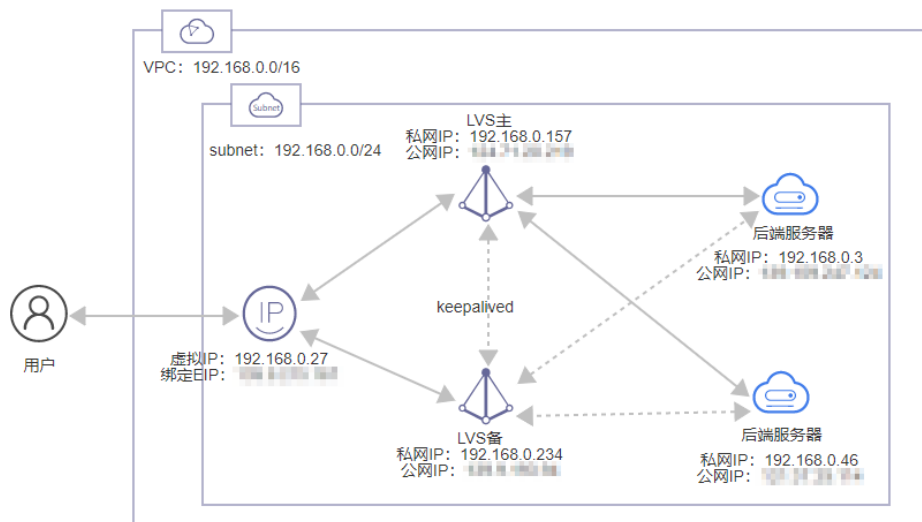 VPC：192.168.0.0/16
Subnet
subnet：192.168.0.0/24
LVS主
私网IP：192.168.0.157
公网IP：
后端服务器
私网IP：192.168.0.3
公网IP：
keepalived
IP
用户
虚拟IP：192.168.0.27
绑定EIP：
LVS备
私网IP：192.168.0.234
公网IP：
后端服务器
私网IP：192.168.0.46
公网IP：